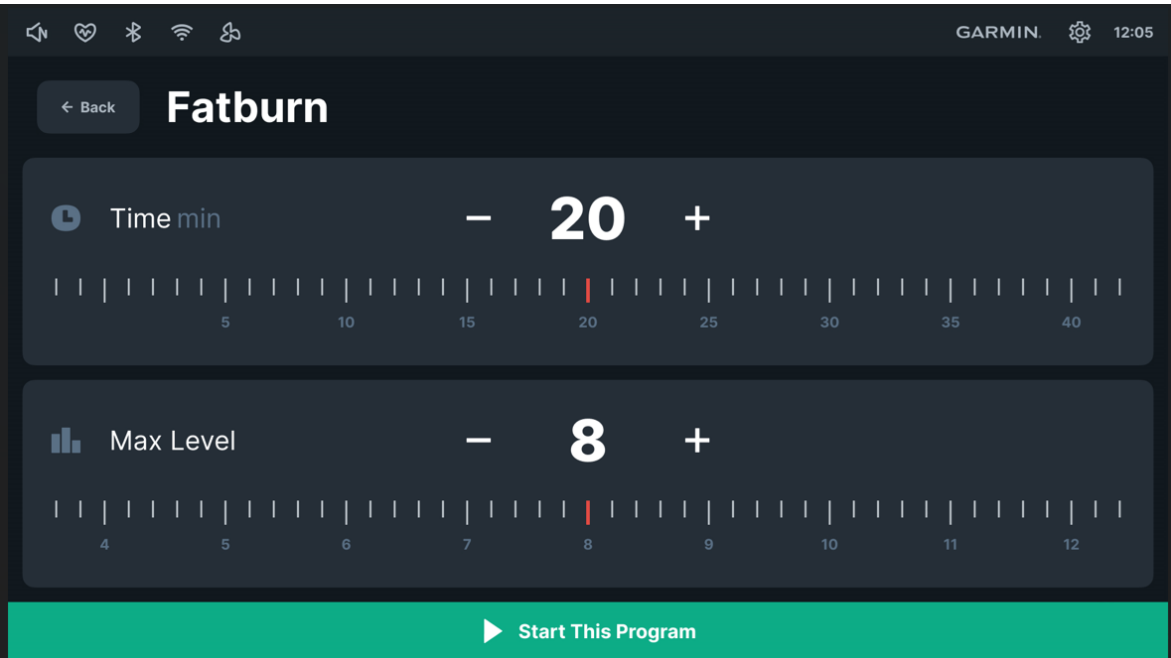 GARMIN. 12:05
← Back Fatburn
Time min − 20 +
5 10 15 20 25 30 35 40
Max Level − 8 +
4 5 6 7 8 9 10 11 12
Start This Program